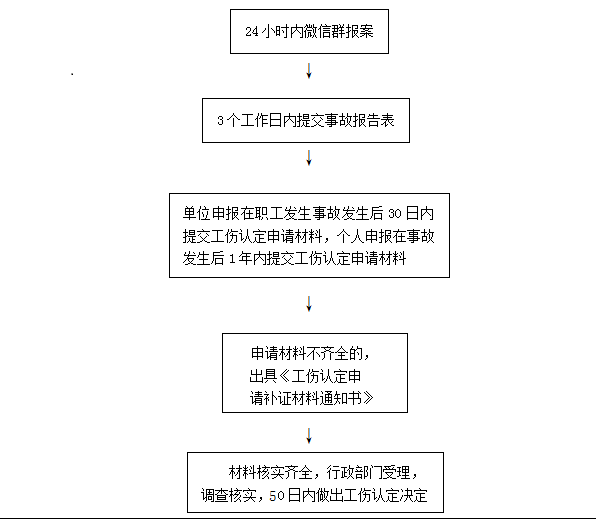 24小时内微信群报案
3个工作日内提交事故报告表
单位申报在职工发生事故发生后30日内
提交工伤认定申请材料，个人申报在事故
发生后1年内提交工伤认定申请材料
申请材料不齐全的，
出具《工伤认定申
请补证材料通知书》
材料核实齐全，行政部门受理，
调查核实，50日内做出工伤认定决定